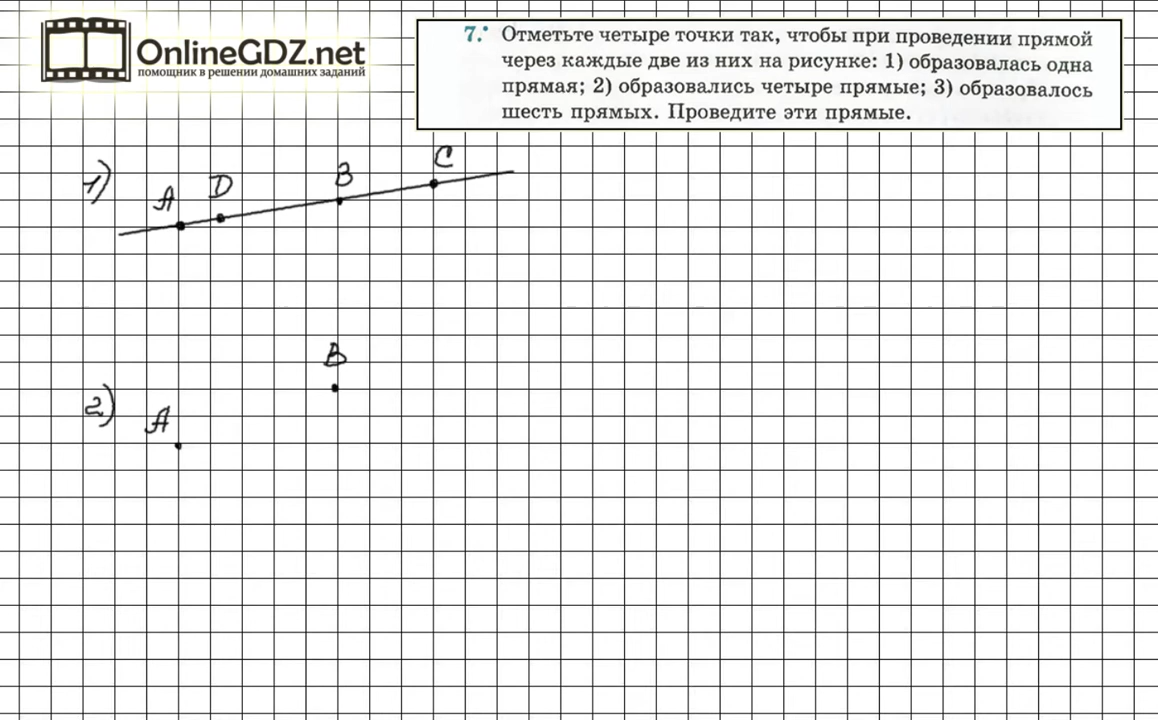 OnlineGDZ.net
помощник в решении домашних заданий
7.• Отметьте четыре точки так, чтобы при проведении прямой
через каждые две из них на рисунке: 1) образовалась одна
прямая; 2) образовались четыре прямые; 3) образовалось
шесть прямых. Проведите эти прямые.
1) A D B C
B
2) A